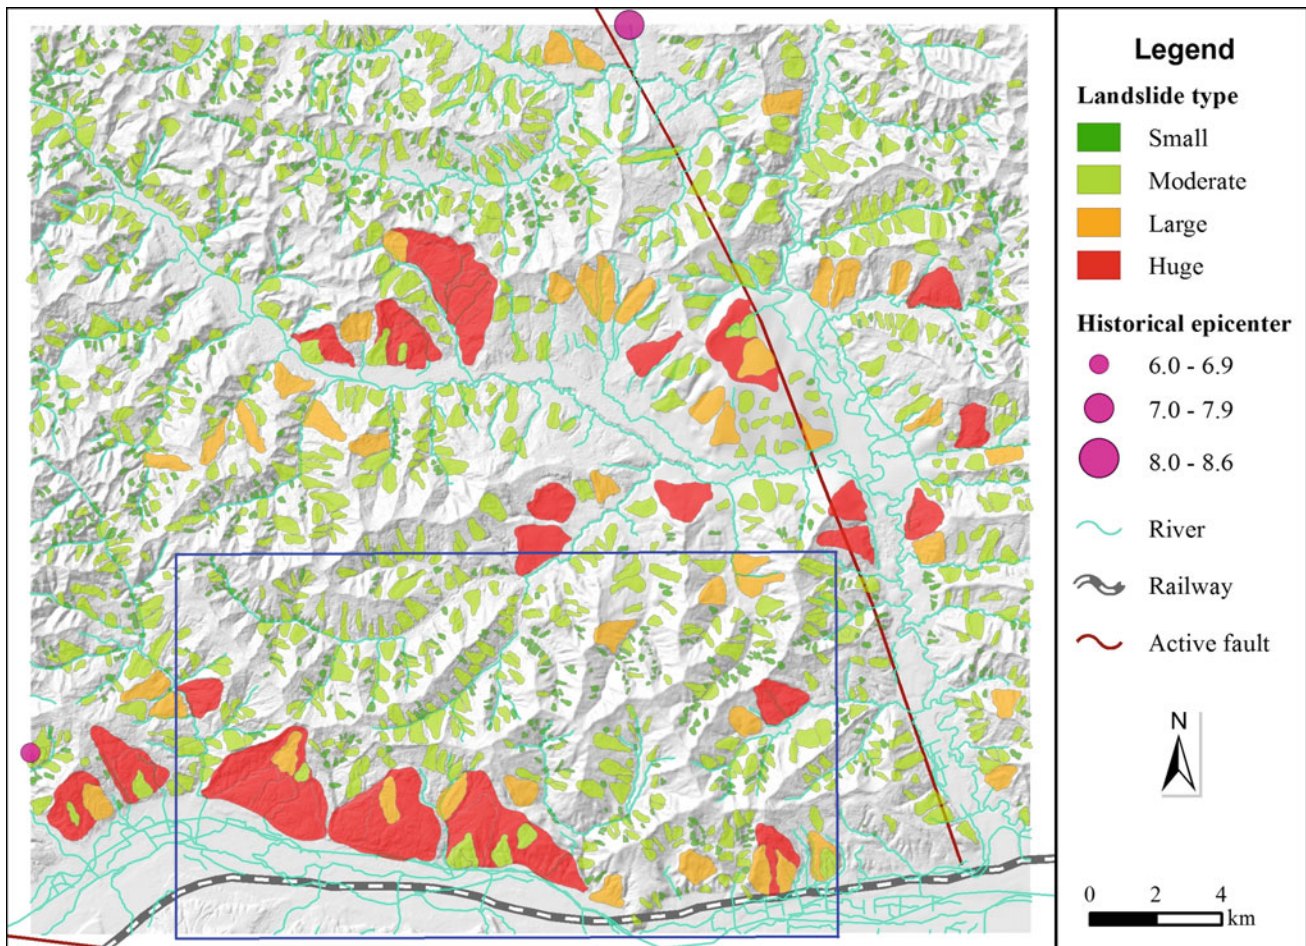 Legend
Landslide type
Small
Moderate
Large
Huge
Historical epicenter
6.0 - 6.9
7.0 - 7.9
8.0 - 8.6
River
Railway
Active fault
N
0 2 4
km